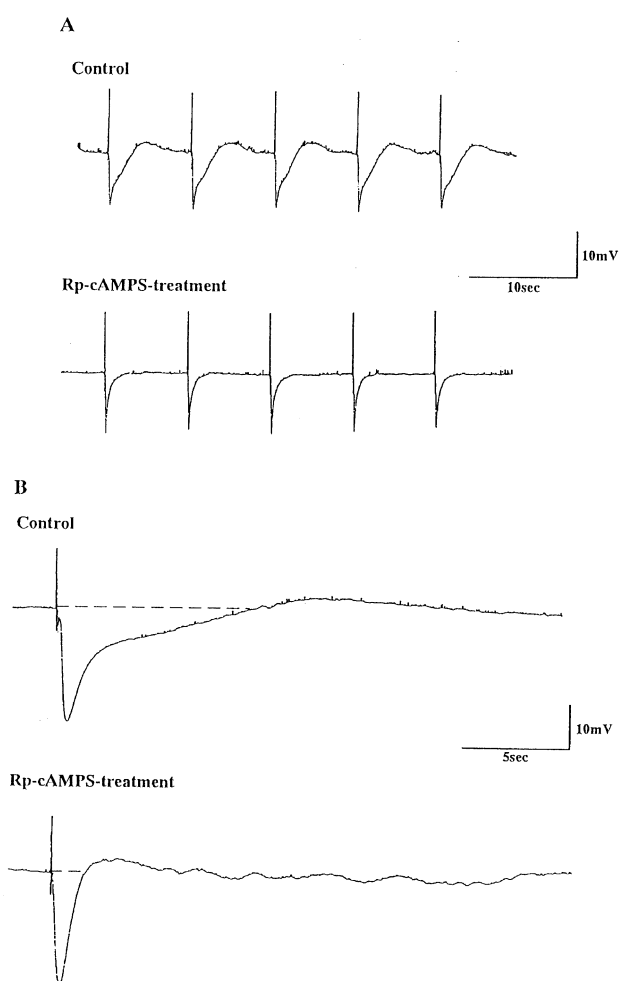 A
Control
10mV
10sec
Rp-cAMPS-treatment
B
Control
10mV
5sec
Rp-cAMPS-treatment